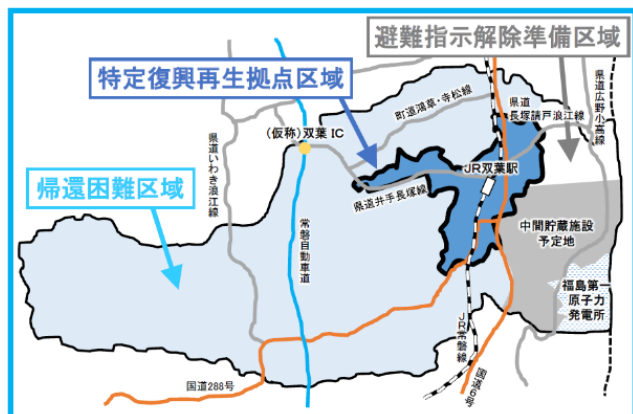 避難指示解除準備区域
特定復興再生拠点区域
県道いわき浪江線
(仮称)双葉 IC
町道鴻草・寺松線
県道
長塚請戸浪江線
県道広野小高線
JR双葉駅
帰還困難区域
県道井手長塚線
常磐自動車道
中間貯蔵施設
予定地
福島第一
原子力
発電所
JR常磐線
国道6号
国道288号